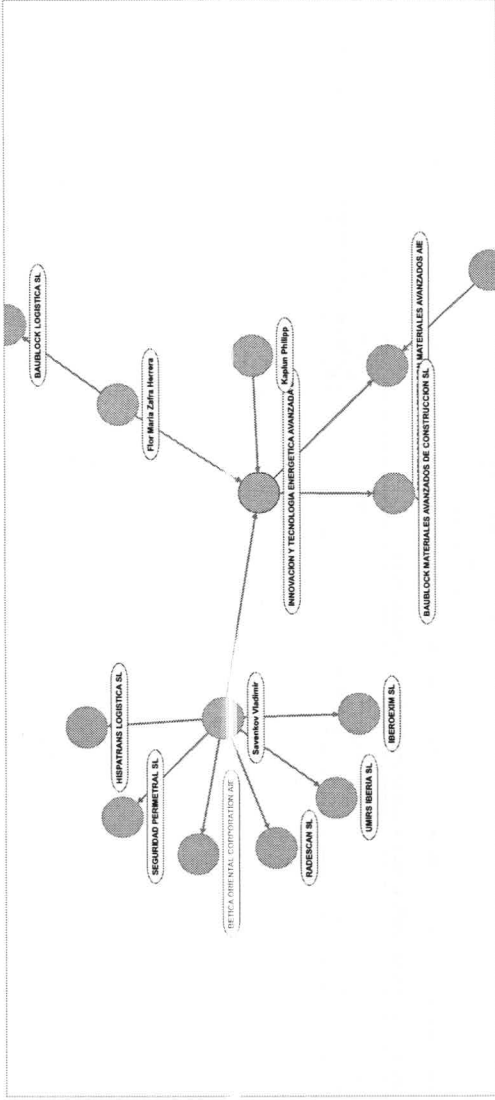 BAUBLOCK LOGISTICA SL
Flor Maria Zafra Herrera
Kaplun Philipp
INNOVACION Y TECNOLOGIA ENERGETICA AVANZADA
MATERIALES AVANZADOS AIE
BAUBLOCK MATERIALES AVANZADOS DE CONSTRUCCION SL
HISPATRANS LOGISTICA SL
SEGURIDAD PERIMETRAL SL
BETICA ORIENTAL CORPORATION AIE
Savenkov Vladimir
RADESCAN SL
UMIRS IBERIA SL
IBEROEXIM SL